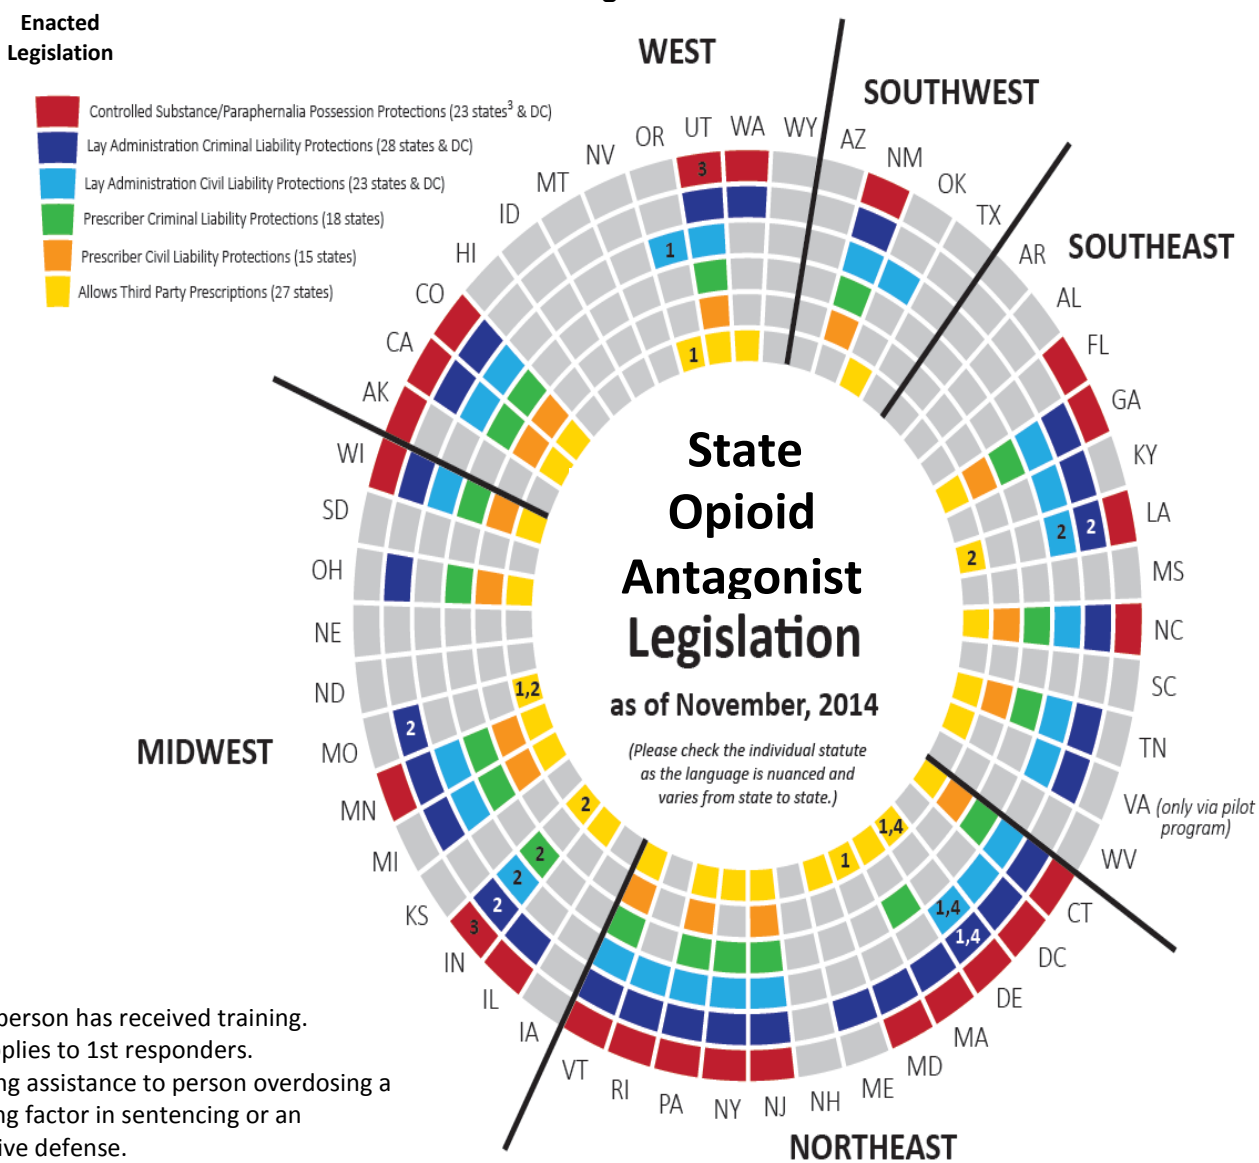 Enacted
Legislation
Controlled Substance/Paraphernalia Possession Protections (23 states³ & DC)
Lay Administration Criminal Liability Protections (28 states & DC)
Lay Administration Civil Liability Protections (23 states & DC)
Prescriber Criminal Liability Protections (18 states)
Prescriber Civil Liability Protections (15 states)
Allows Third Party Prescriptions (27 states)
WEST
SOUTHWEST
SOUTHEAST
MIDWEST
NORTHEAST
AK
CA
CO
HI
ID
MT
NV
OR
UT
WA
WY
AZ
NM
OK
TX
AR
AL
FL
GA
KY
LA
MS
NC
SC
TN
VA (only via pilot
program)
WV
CT
DC
DE
MA
MD
ME
NH
NJ
NY
PA
RI
VT
IA
IL
IN
KS
MI
MN
MO
ND
NE
OH
SD
WI
3
1
1
2
2
2
1,4
1,4
1,4
1
2
2
2
2
3
2
1,2
State
Opioid
Antagonist
Legislation
as of November, 2014
(Please check the individual statute
as the language is nuanced and
varies from state to state.)
person has received training.
to 1st responders.
assistance to person overdosing a
factor in sentencing or an
defense.